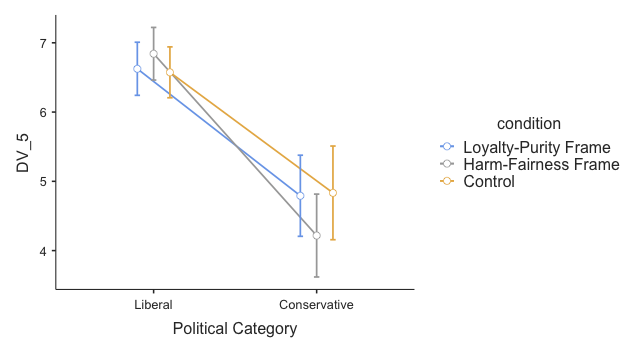 7
6
5
4
DV_5
Liberal
Conservative
Political Category
condition
Loyalty-Purity Frame
Harm-Fairness Frame
Control